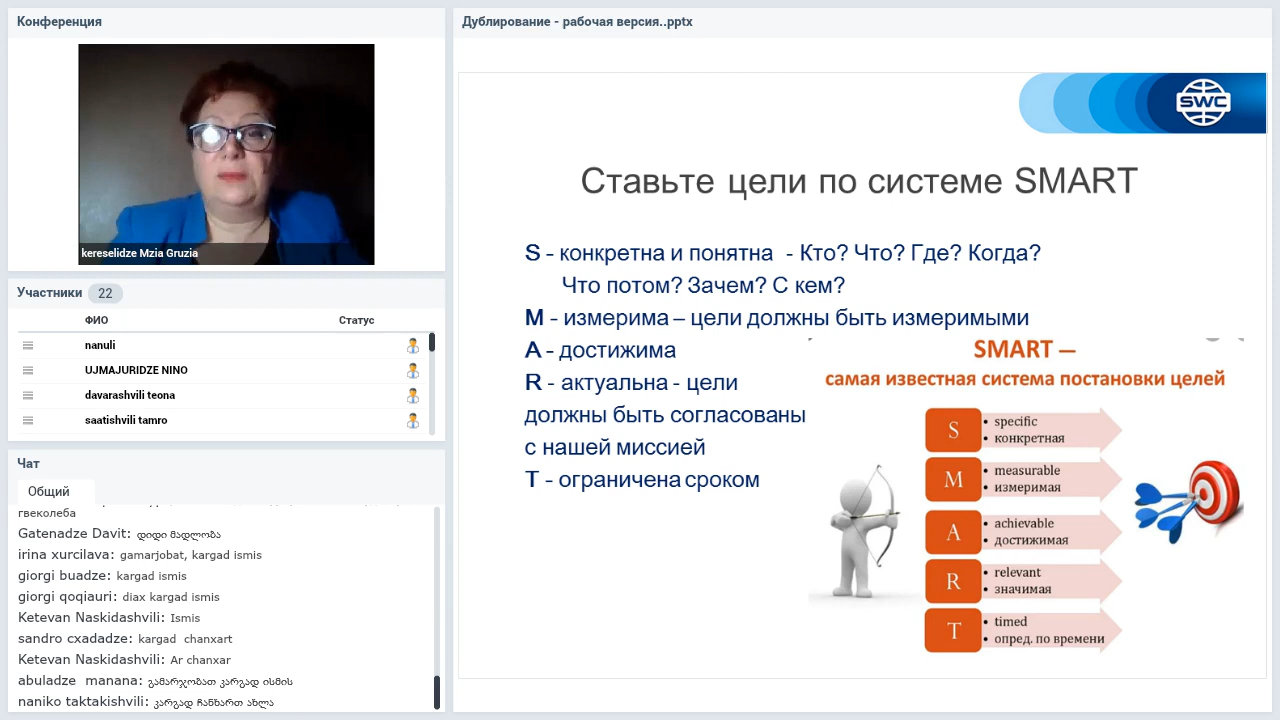 Конференция
kereselidze Mzia Gruzia
Участники 22
ФИО Статус
nanuli
UJMAJURIDZE NINO
davarashvili teona
saatishvili tamro
Чат
Общий
гвеколеба
Gatenadze Davit: დიდი მადლობა
irina xurcilava: gamarjobat, kargad ismis
giorgi buadze: kargad ismis
giorgi qoqiauri: diax kargad ismis
Ketevan Naskidashvili: Ismis
sandro cxadadze: kargad chanxart
Ketevan Naskidashvili: Ar chanxar
abuladze manana: გამარჯობათ კარგად ისმის
naniko taktakishvili: კარგად ჩანხართ ახლა
Дублирование - рабочая версия..pptx
SWC
Ставьте цели по системе SMART
S - конкретна и понятна - Кто? Что? Где? Когда?
Что потом? Зачем? С кем?
M - измерима – цели должны быть измеримыми
A - достижима
R - актуальна - цели
должны быть согласованы
с нашей миссией
T - ограничена сроком
SMART —
самая известная система постановки целей
S
• specific
• конкретная
M
• measurable
• измеримая
A
• achievable
• достижимая
R
• relevant
• значимая
T
• timed
• опред. по времени